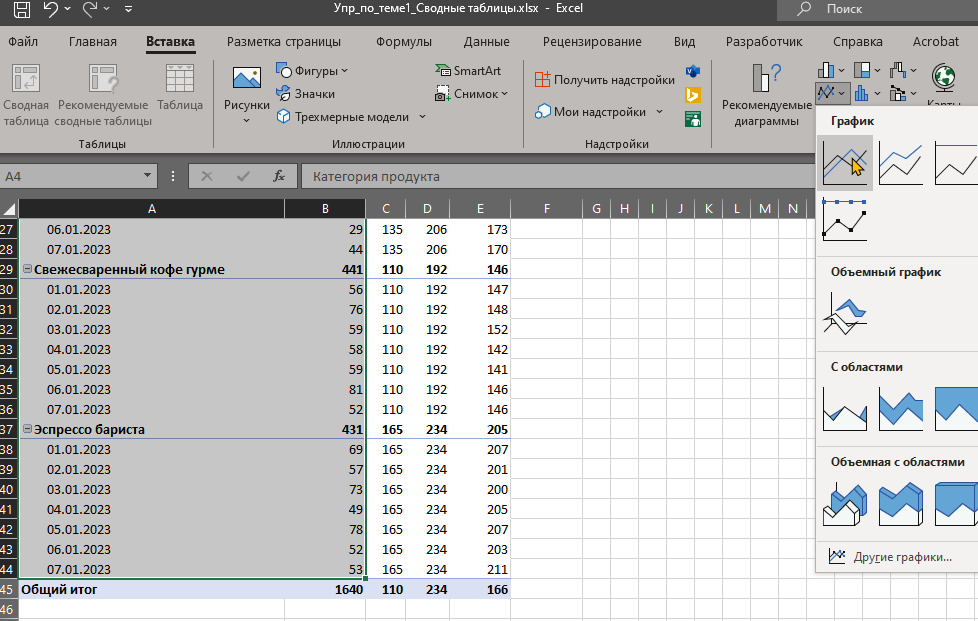 Упр_по_теме1_Сводные таблицы.xlsx - Excel
Поиск
Файл Главная Вставка Разметка страницы Формулы Данные Рецензирование Вид Разработчик Справка Acrobat
Сводная таблица
Рекомендуемые сводные таблицы
Таблица
Таблицы
Рисунки
Фигуры
Значки
Трехмерные модели
SmartArt
Снимок
Иллюстрации
Получить надстройки
Мои надстройки
Надстройки
Рекомендуемые диаграммы
Карты
A4 fx Категория продукта
A B C D E F G H I J K L M N
27 06.01.2023 29 135 206 173
28 07.01.2023 44 135 206 170
29 Свежесваренный кофе гурме 441 110 192 146
30 01.01.2023 56 110 192 147
31 02.01.2023 76 110 192 148
32 03.01.2023 59 110 192 152
33 04.01.2023 58 110 192 142
34 05.01.2023 59 110 192 141
35 06.01.2023 81 110 192 146
36 07.01.2023 52 110 192 146
37 Эспрессо бариста 431 165 234 205
38 01.01.2023 69 165 234 207
39 02.01.2023 57 165 234 201
40 03.01.2023 73 165 234 200
41 04.01.2023 49 165 234 205
42 05.01.2023 78 165 234 207
43 06.01.2023 52 165 234 203
44 07.01.2023 53 165 234 211
45 Общий итог 1640 110 234 166
46
График
Объемный график
С областями
Объемная с областями
Другие графики...